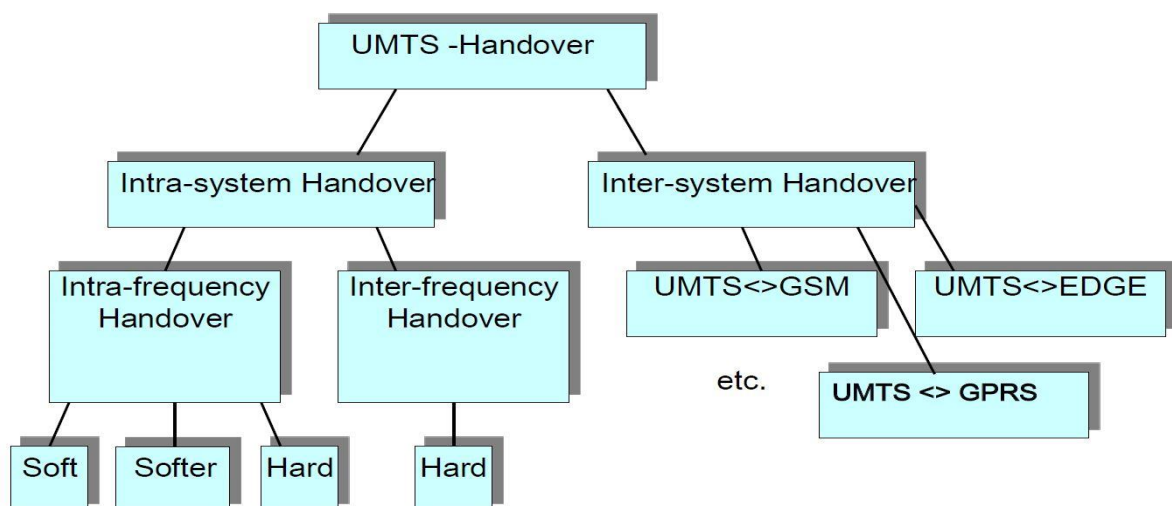 UMTS -Handover
Intra-system Handover
Inter-system Handover
Intra-frequency
Handover
Inter-frequency
Handover
UMTS<>GSM
UMTS<>EDGE
etc.
UMTS <> GPRS
Soft
Softer
Hard
Hard